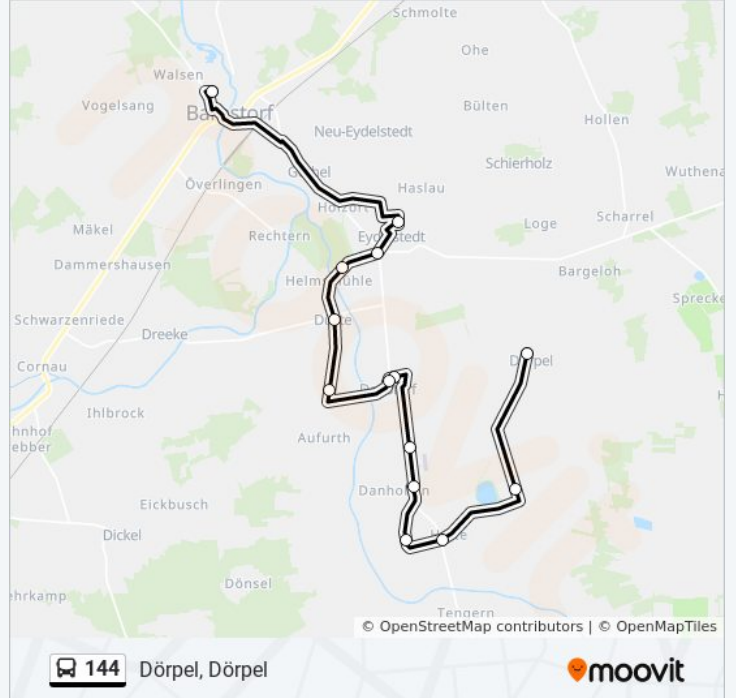 Schmolte
Ohe
Walsen
Vogelsang
Bülten
Hollen
Neu-Eydelstedt
Schierholz
Wuthena
Överlingen
Haslau
Loge
Scharrel
Mäkel
Rechtern
Dammershausen
Bargeloh
Sprecke
Schwarzenriede
Dreeke
Cornau
Ihlbrock
Aufurth
Eickbusch
Dickel
Dönsel
ehrkamp
Tengern
© OpenStreetMap contributors | © OpenMapTiles
144 Dörpel, Dörpel
moovit